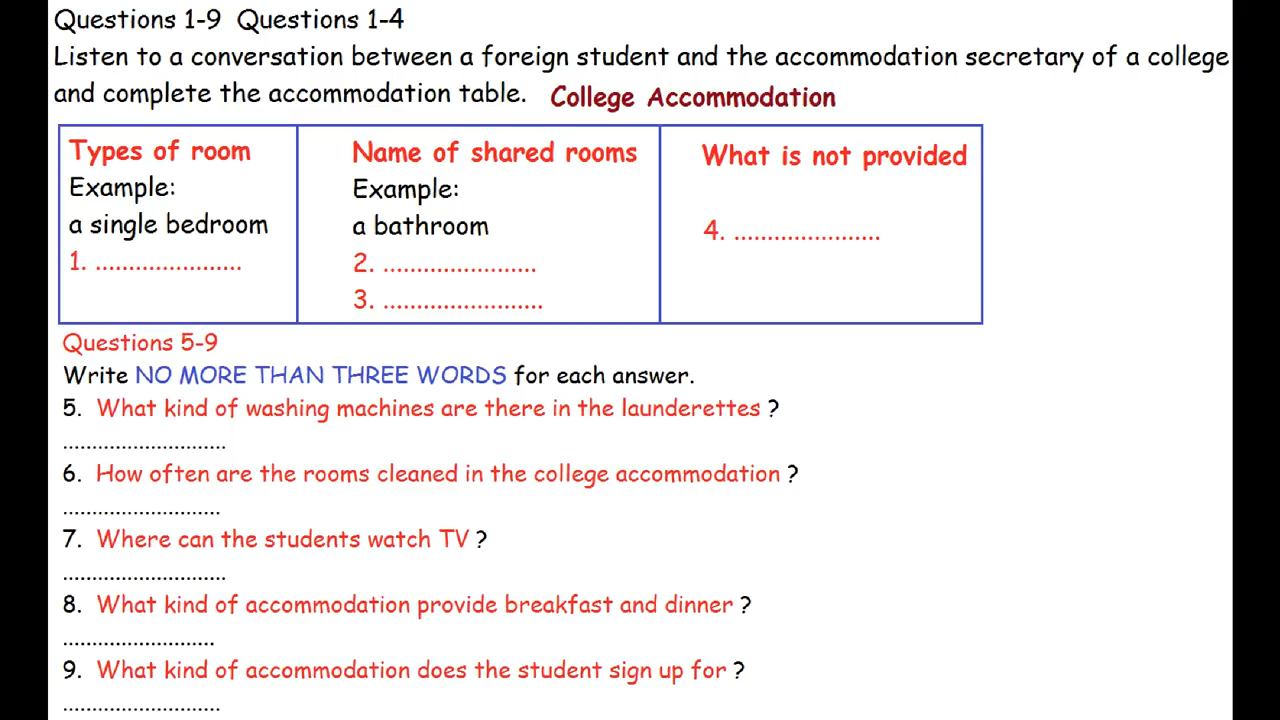 Questions 1-9 Questions 1-4
Listen to a conversation between a foreign student and the accommodation secretary of a college
and complete the accommodation table. College Accommodation
Types of room
Example:
a single bedroom
1. ......................
Name of shared rooms
Example:
a bathroom
2. .......................
3. ........................
What is not provided
4. ......................
Questions 5-9
Write NO MORE THAN THREE WORDS for each answer.
5. What kind of washing machines are there in the launderettes ?
............................
6. How often are the rooms cleaned in the college accommodation ?
...........................
7. Where can the students watch TV ?
............................
8. What kind of accommodation provide breakfast and dinner ?
..........................
9. What kind of accommodation does the student sign up for ?
...........................